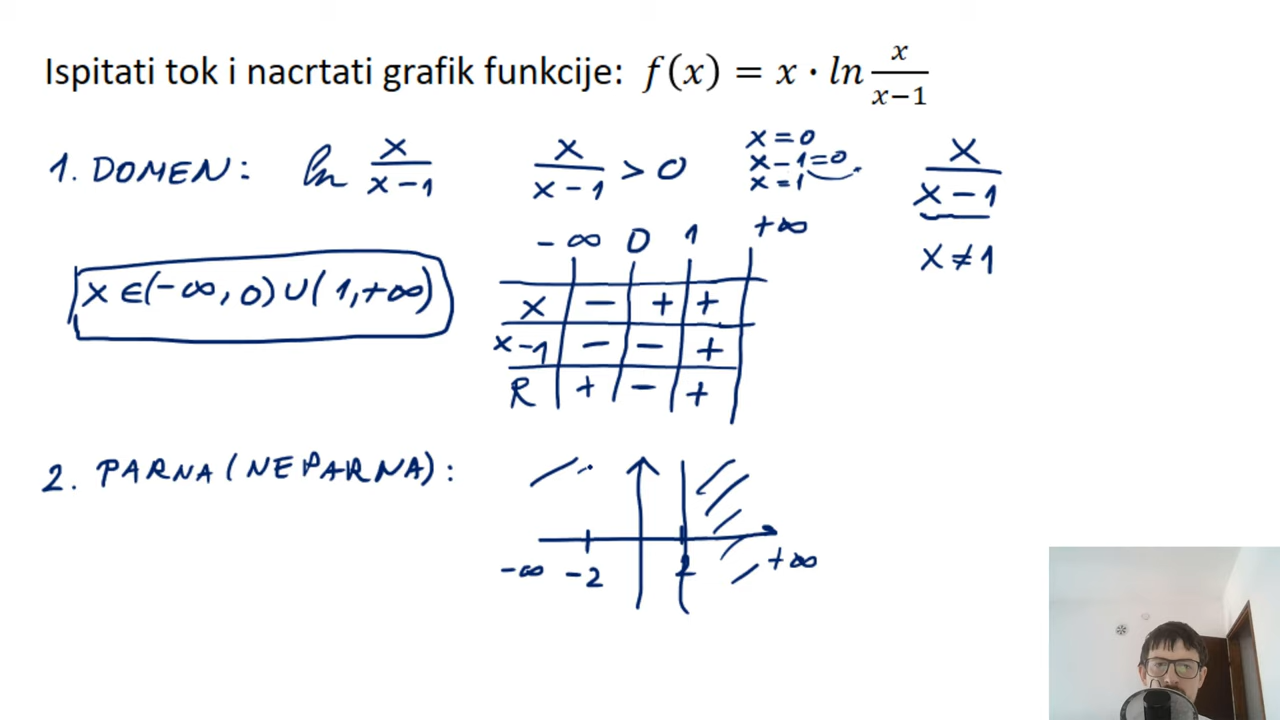 Ispitati tok i nacrtati grafik funkcije: f(x) = x · ln x/(x−1)
1. DOMEN: ln x/(x−1) x/(x−1) > 0 x=0 x−1=0 x=1 x/(x−1) x≠1
x∈(−∞, 0)∪(1,+∞)
−∞ 0 1 +∞
x − + +
x−1 − − +
R + − +
2. PARNA (NEPARNA):
−∞ −2 2 +∞